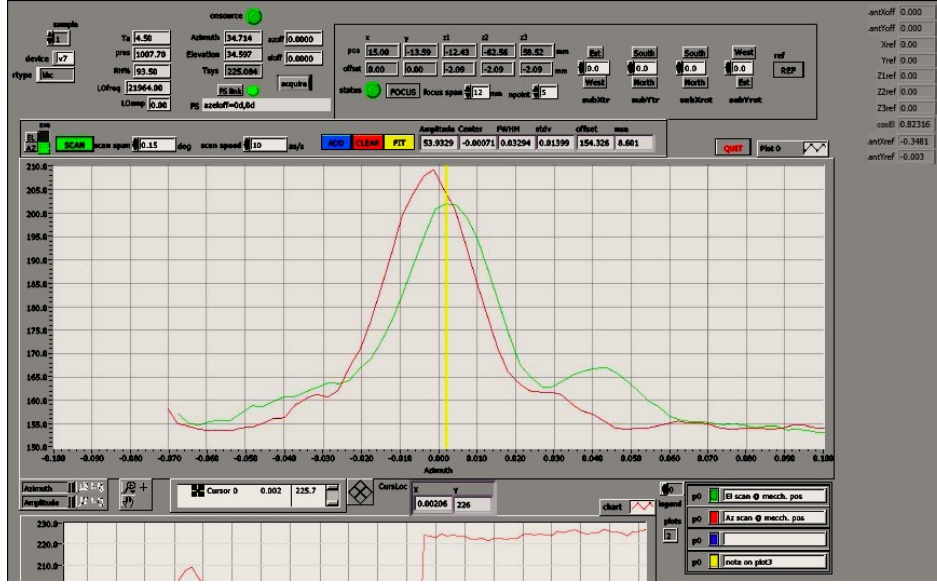 onsource
sample
1
device v7
rtype
Ta 4.50
pres 1007.70
RH% 93.50
LOfreq 21964.00
LOamp 0.00
Azimuth 34.714
Elevation 34.597
Tsys 225.084
FS link
FS azeloff=0d,0d
azoff 0.0000
eloff 0.0000
acquire
x y z1 z2 z3
pos 15.00 -13.59 -12.43 -62.56 58.52 mm
offset 0.00 0.00 -2.09 -2.09 -2.09 mm
status FOCUS focus span 12 mm npoint 5
Est South South West
0.0 0.0 0.0 0.0
West North North Est
subXtr subYtr subXrot subYrot
ref
REF
antXoff 0.000
antYoff 0.000
Xref 0.000
Yref 0.000
Z1ref 0.000
Z2ref 0.000
Z3ref 0.000
cosEl 0.82316
antXref -0.3481
antYref -0.003
EL
AZ
SCAN scan span 0.15 deg scan speed 10 as/s
ADD CLEAR FIT
Amplitude Center FWHM stdv offset mse
53.9329 -0.00071 0.03294 0.01399 154.326 8.601
QUIT Plot 0
210.0
205.0
200.0
195.0
190.0
185.0
180.0
175.0
170.0
165.0
160.0
155.0
150.0
-0.100 -0.090 -0.080 -0.070 -0.060 -0.050 -0.040 -0.030 -0.020 -0.010 0.000 0.010 0.020 0.030 0.040 0.050 0.060 0.070 0.080 0.090 0.100
Azimuth
Azimuth
Amplitude
Cursor 0 0.002 225.7
CursLoc X Y
0.00206 226
chart
0
legend
plots
2
p0 El scan @ mecch. pos
p0 Az scan @ mecch. pos
p0
p0 note on plot3
230.0
220.0
210.0